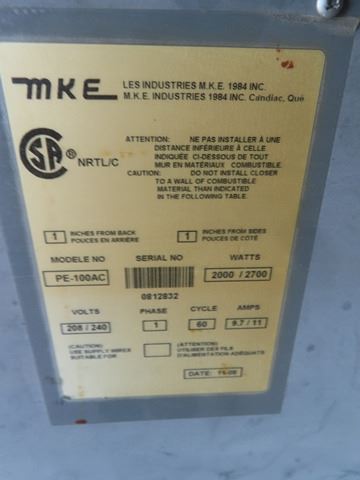 MKE
LES INDUSTRIES M.K.E. 1984 INC.
M.K.E. INDUSTRIES 1984 INC. Candiac, Qué
SA ® NRTL/C
ATTENTION: NE PAS INSTALLER À UNE
DISTANCE INFÉRIEURE À CELLE
INDIQUÉE CI-DESSOUS DE TOUT
MUR OU MATÉRIAUX COMBUSTIBLE.
CAUTION: DO NOT INSTALL CLOSER
TO A WALL OF COMBUSTIBLE
MATERIAL THAN INDICATED
IN THE FOLLOWING.
1 INCHES FROM BACK
POUCES EN ARRIÈRE
1 INCHES FROM SIDES
POUCES DE COTÉ
MODELE NO SERIAL NO WATTS
PE-100AC 2000 / 2700
0812832
VOLTS PHASE CYCLE AMPS
208 / 240 1 60 9.7 / 11
(CAUTION) USE SUPPLY WIRES SUITABLE FOR
(ATTENTION) UTILISER DES FILS D'ALIMENTATION ADÉQUATS
DATE: